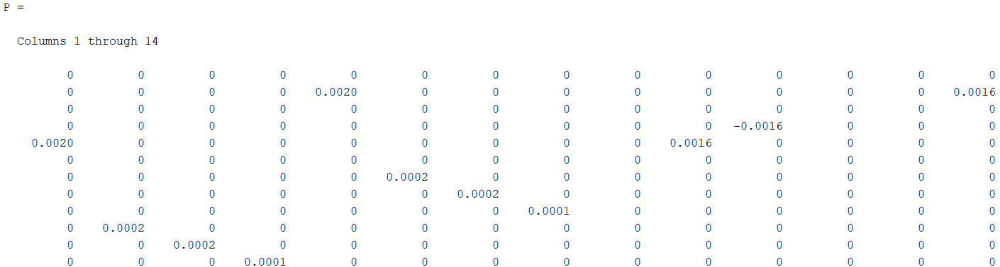 P =
Columns 1 through 14
0 0 0 0 0 0 0 0 0 0 0 0 0 0
0 0 0 0 0.0020 0 0 0 0 0 0 0 0 0.0016
0 0 0 0 0 0 0 0 0 0 0 0 0 0
0 0 0 0 0 0 0 0 0 0 -0.0016 0 0 0
0.0020 0 0 0 0 0 0 0 0 0.0016 0 0 0 0
0 0 0 0 0 0 0 0 0 0 0 0 0 0
0 0 0 0 0 0.0002 0 0 0 0 0 0 0 0
0 0 0 0 0 0 0.0002 0 0 0 0 0 0 0
0 0 0 0 0 0 0 0.0001 0 0 0 0 0 0
0 0.0002 0 0 0 0 0 0 0 0 0 0 0 0
0 0 0.0002 0 0 0 0 0 0 0 0 0 0 0
0 0 0 0.0001 0 0 0 0 0 0 0 0 0 0